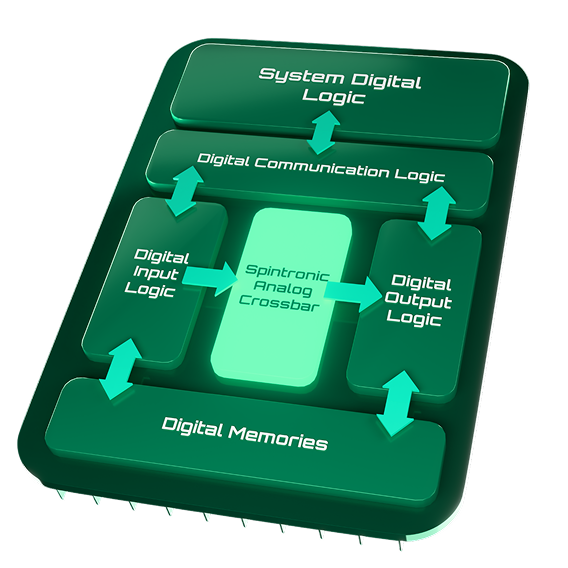 System Digital
Logic
Digital Communication Logic
Digital
Input
Logic
Spintronic
Analog
Crossbar
Digital
Output
Logic
Digital Memories